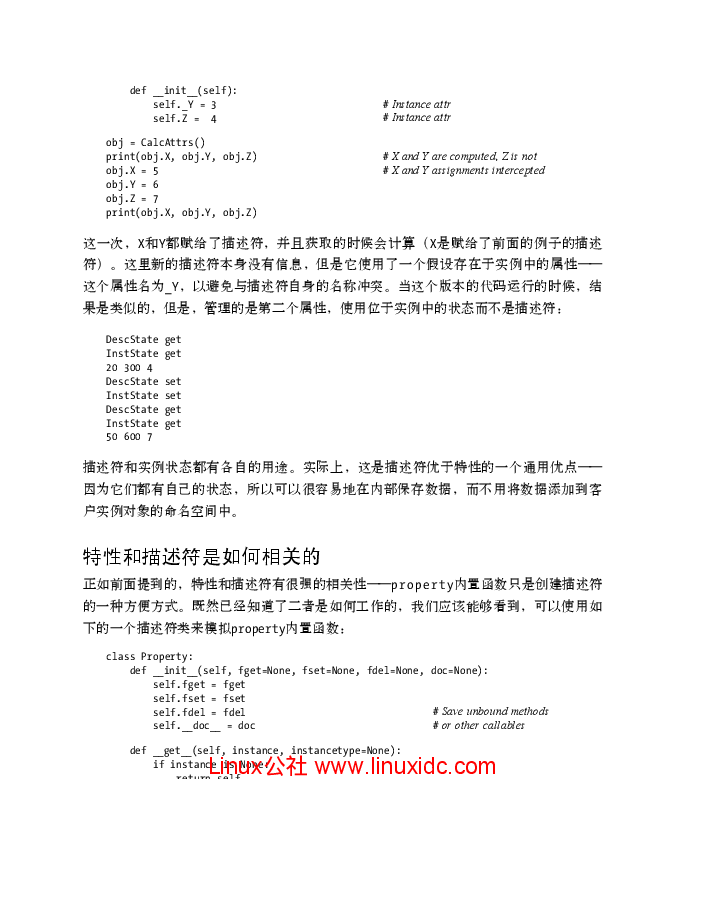 def __init__(self):
self._Y = 3 # Instance attr
self.Z = 4 # Instance attr
obj = CalcAttrs()
print(obj.X, obj.Y, obj.Z) # X and Y are computed, Z is not
obj.X = 5 # X and Y assignments intercepted
obj.Y = 6
obj.Z = 7
print(obj.X, obj.Y, obj.Z)
这一次，X和Y都赋给了描述符，并且获取的时候会计算（X是赋给了前面的例子的描述
符）。这里新的描述符本身没有信息，但是它使用了一个假设存在于实例中的属性——
这个属性名为_Y，以避免与描述符自身的名称冲突。当这个版本的代码运行的时候，结
果是类似的，但是，管理的是第二个属性，使用位于实例中的状态而不是描述符：
DescState get
InstState get
20 300 4
DescState set
InstState set
DescState get
InstState get
50 600 7
描述符和实例状态都有各自的用途。实际上，这是描述符优于特性的一个通用优点——
因为它们都有自己的状态，所以可以很容易地在内部保存数据，而不用将数据添加到客
户实例对象的命名空间中。
特性和描述符是如何相关的
正如前面提到的，特性和描述符有很强的相关性——property内置函数只是创建描述符
的一种方便方式。既然已经知道了二者是如何工作的，我们应该能够看到，可以使用如
下的一个描述符类来模拟property内置函数：
class Property:
def __init__(self, fget=None, fset=None, fdel=None, doc=None):
self.fget = fget
self.fset = fset
self.fdel = fdel # Save unbound methods
self.__doc__ = doc # or other callables
def __get__(self, instance, instancetype=None):
if instance is None:
Linux公社 www.linuxidc.com
return self